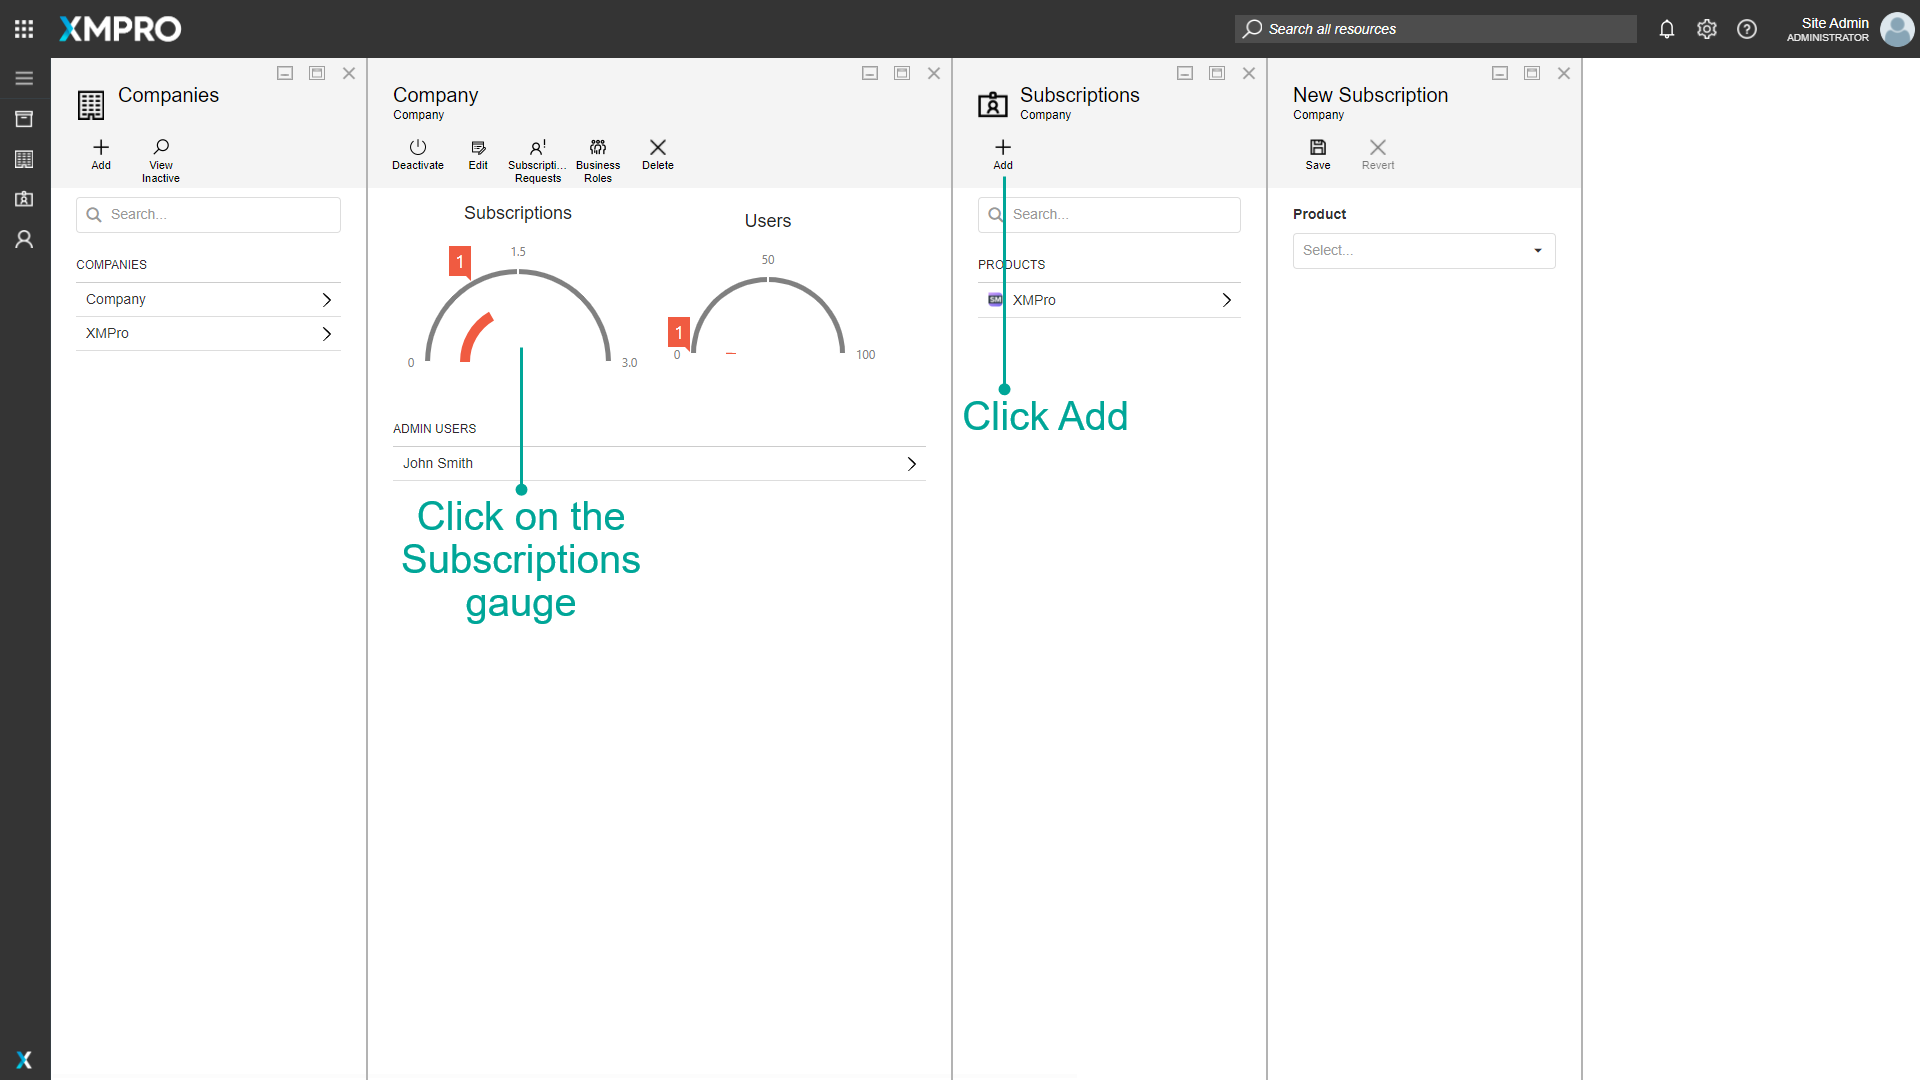 XMPRO
Search all resources
Site Admin
ADMINISTRATOR
Companies
Add
View
Inactive
Search...
COMPANIES
Company
XMPro
Company
Company
Deactivate
Edit
Subscripti...
Requests
Business
Roles
Delete
Subscriptions
1
1.5
0
3.0
Users
50
1
0
100
ADMIN USERS
John Smith
Click on the
Subscriptions
gauge
Subscriptions
Company
Add
Search...
PRODUCTS
SM
XMPro
Click Add
New Subscription
Company
Save
Revert
Product
Select...